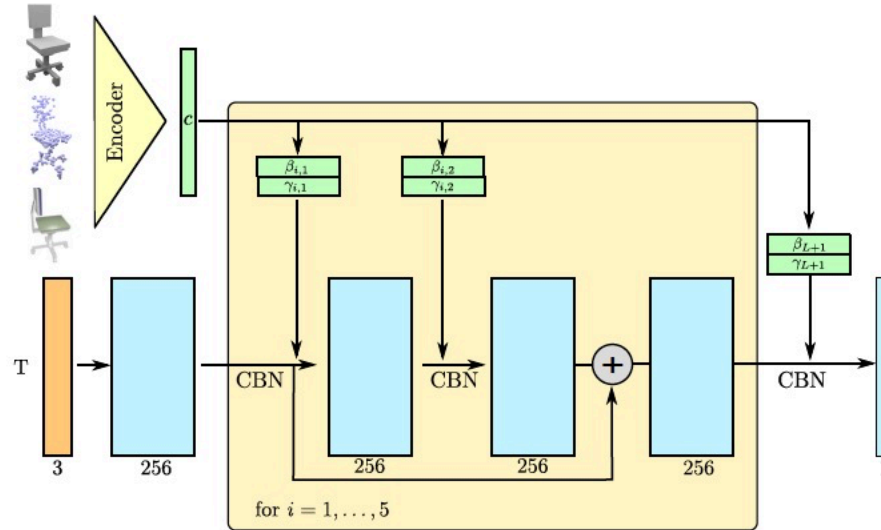 Encoder
c
β_{i,1}
γ_{i,1}
β_{i,2}
γ_{i,2}
β_{L+1}
γ_{L+1}
T
CBN
CBN
+
CBN
3
256
256
256
256
for i = 1, . . . , 5